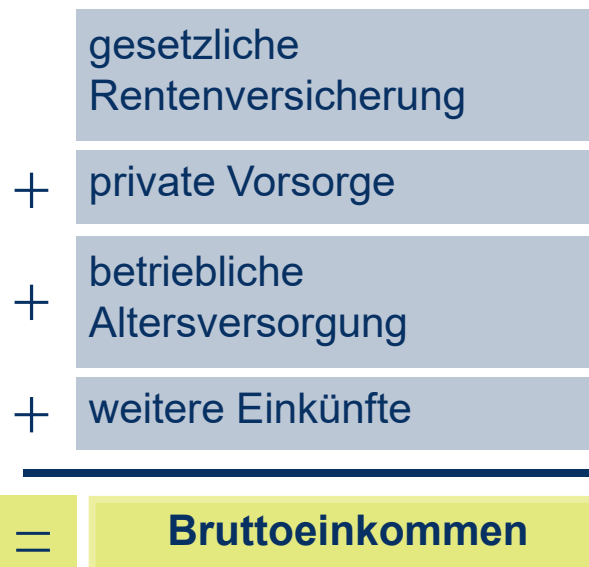 gesetzliche
Rentenversicherung
+ private Vorsorge
+ betriebliche
Altersversorgung
+ weitere Einkünfte
= Bruttoeinkommen